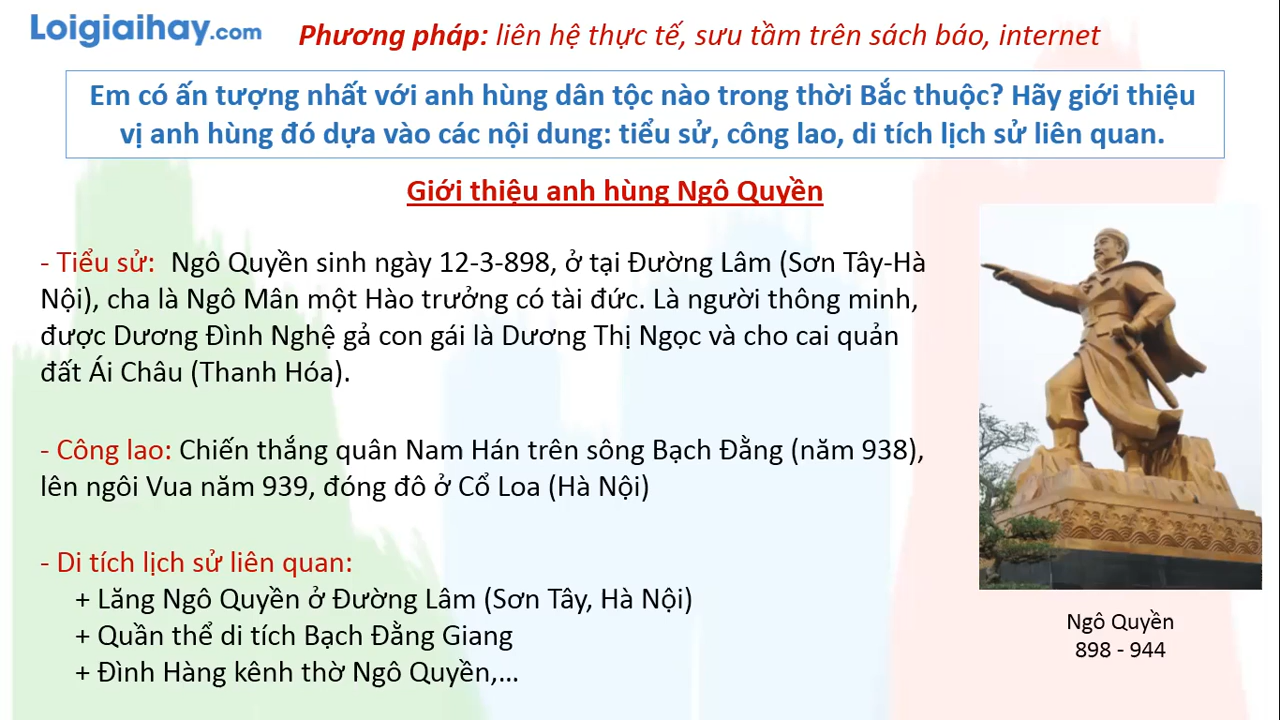 Loigiaihay.com
Phương pháp: liên hệ thực tế, sưu tầm trên sách báo, internet
Em có ấn tượng nhất với anh hùng dân tộc nào trong thời Bắc thuộc? Hãy giới thiệu
vị anh hùng đó dựa vào các nội dung: tiểu sử, công lao, di tích lịch sử liên quan.
Giới thiệu anh hùng Ngô Quyền
- Tiểu sử: Ngô Quyền sinh ngày 12-3-898, ở tại Đường Lâm (Sơn Tây-Hà
Nội), cha là Ngô Mân một Hào trưởng có tài đức. Là người thông minh,
được Dương Đình Nghệ gả con gái là Dương Thị Ngọc và cho cai quản
đất Ái Châu (Thanh Hóa).
- Công lao: Chiến thắng quân Nam Hán trên sông Bạch Đằng (năm 938),
lên ngôi Vua năm 939, đóng đô ở Cổ Loa (Hà Nội)
- Di tích lịch sử liên quan:
+ Lăng Ngô Quyền ở Đường Lâm (Sơn Tây, Hà Nội)
+ Quần thể di tích Bạch Đằng Giang
+ Đình Hàng kênh thờ Ngô Quyền,...
Ngô Quyền
898 - 944